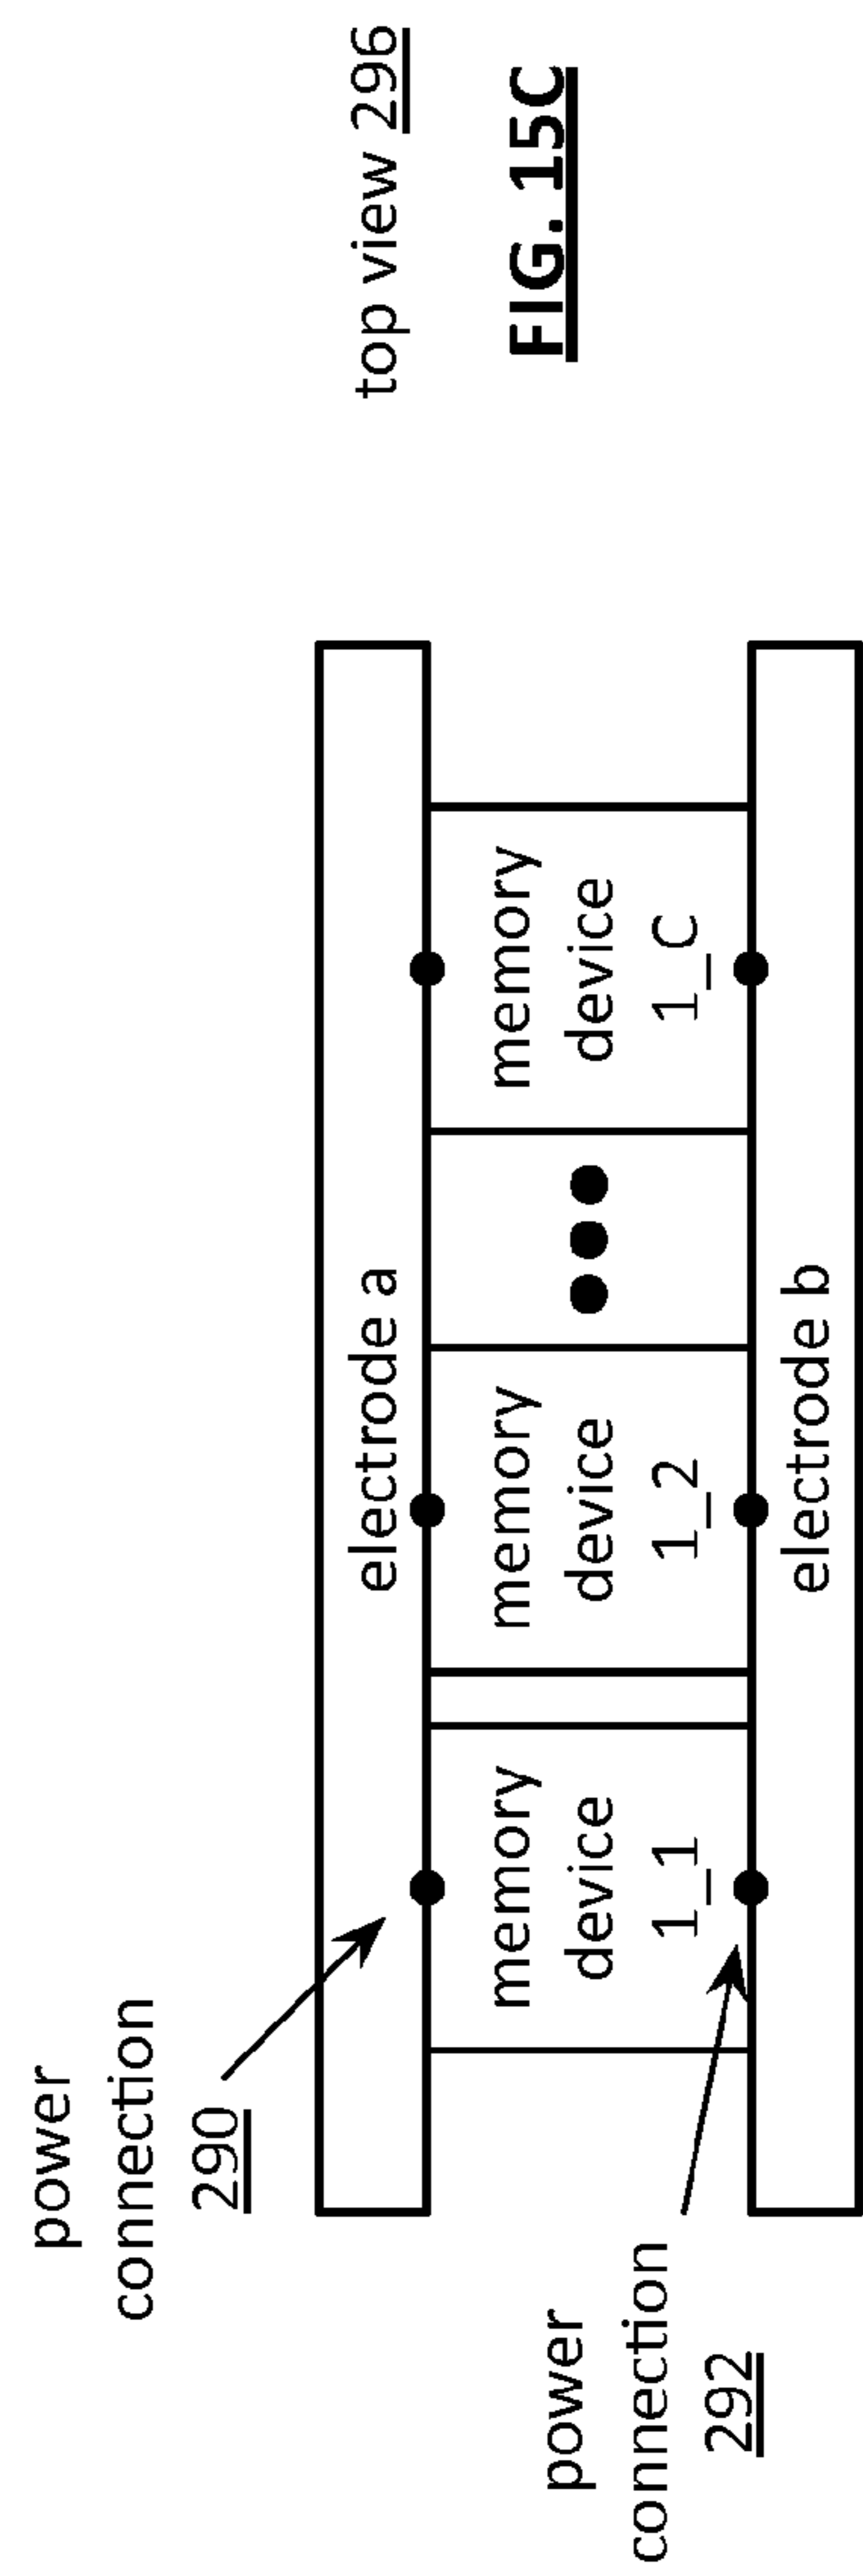 power
connection
290
electrode a
top view 296
power
connection
292
memory
device
1_1
memory
device
1_2
memory
device
1_C
electrode b
FIG. 15C